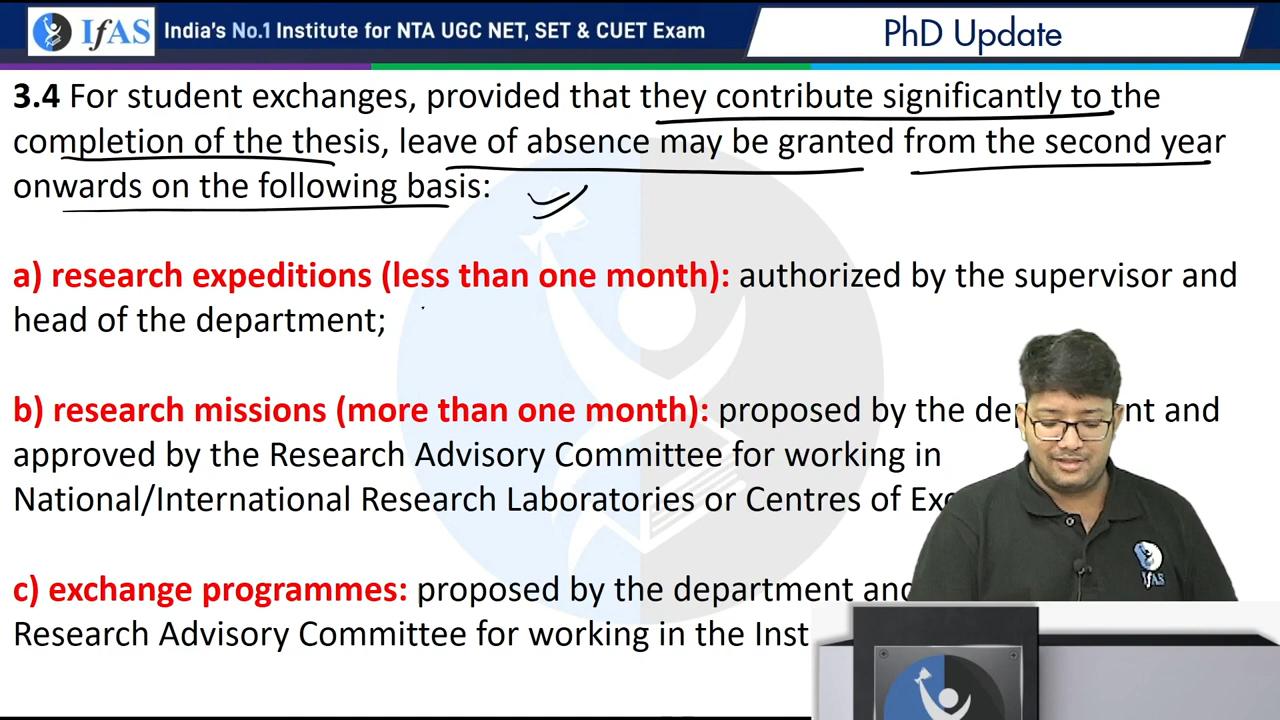 IfAS India's No.1 Institute for NTA UGC NET, SET & CUET Exam PhD Update
3.4 For student exchanges, provided that they contribute significantly to the
completion of the thesis, leave of absence may be granted from the second year
onwards on the following basis:
a) research expeditions (less than one month): authorized by the supervisor and
head of the department;
b) research missions (more than one month): proposed by the and
approved by the Research Advisory Committee for working in
National/International Research Laboratories or Centres of
c) exchange programmes: proposed by the department and
Research Advisory Committee for working in the
IfAS